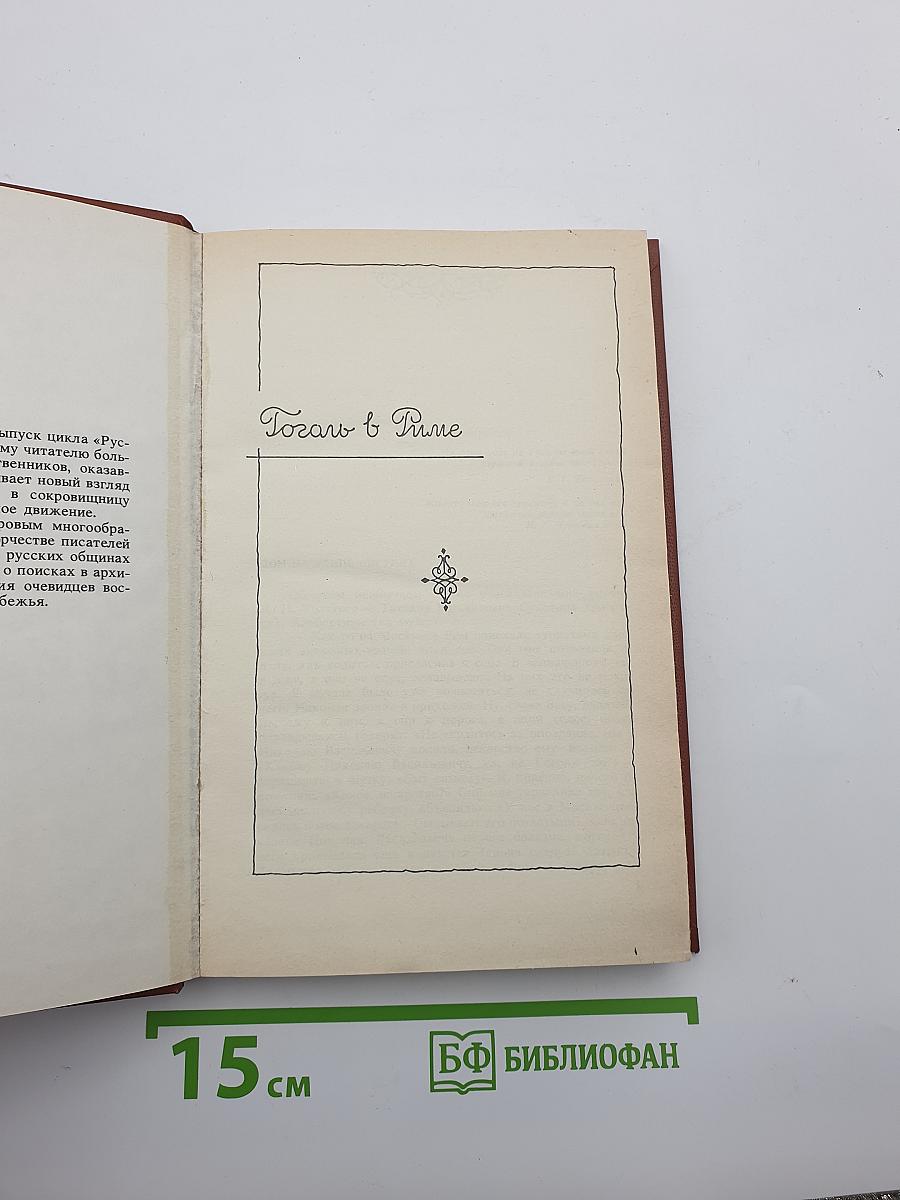 ыпуск цикла «Рус-
му читателю боль-
твенников, оказав-
вает новый взгляд
в сокровищницу
ое движение.
ровым многообра-
рчестве писателей
русских общинах
о поисках в архи-
ия очевидцев вос-
бежья.
Гоголь в Риме
15 см
БФ БИБЛИОФАН